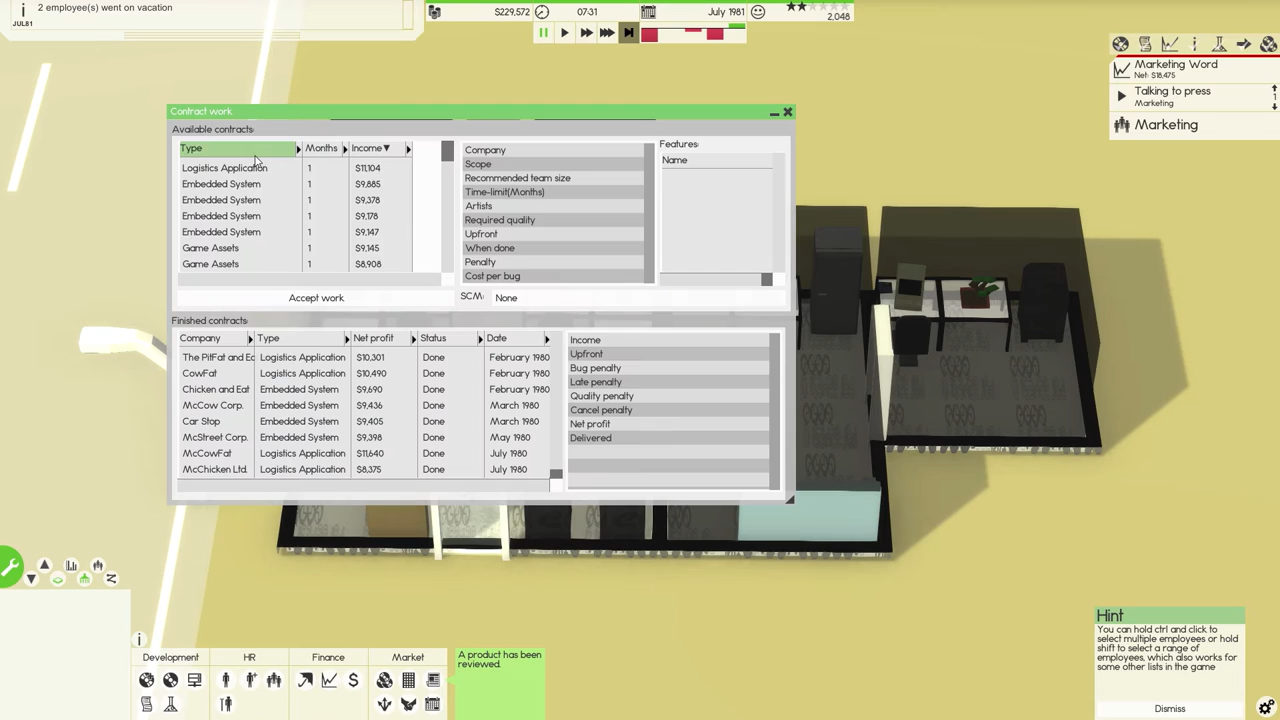 2 employee(s) went on vacation
JUL81
$229,572
07:31
July 1981
2,048
Marketing Word
Net: $18,475
Talking to press
Marketing
1
Marketing
Contract work
Available contracts:
Type Months Income
Logistics Application 1 $11,104
Embedded System 1 $9,885
Embedded System 1 $9,378
Embedded System 1 $9,178
Embedded System 1 $9,147
Game Assets 1 $9,145
Game Assets 1 $8,908
Accept work
Company
Scope
Recommended team size
Time-limit(Months)
Artists
Required quality
Upfront
When done
Penalty
Cost per bug
SCM: None
Features:
Name
Finished contracts:
Company Type Net profit Status Date
The PitFat and Ec Logistics Application $10,301 Done February 1980
CowFat Logistics Application $10,490 Done February 1980
Chicken and Eat Embedded System $9,690 Done February 1980
McCow Corp. Embedded System $9,436 Done March 1980
Car Stop Embedded System $9,405 Done March 1980
McStreet Corp. Embedded System $9,398 Done May 1980
McCowFat Logistics Application $11,640 Done July 1980
McChicken Ltd. Logistics Application $8,375 Done July 1980
Income
Upfront
Bug penalty
Late penalty
Quality penalty
Cancel penalty
Net profit
Delivered
Development
HR
Finance
Market
A product has been
reviewed.
Hint
You can hold ctrl and click to
select multiple employees or hold
shift to select a range of
employees, which also works for
some other lists in the game
Dismiss